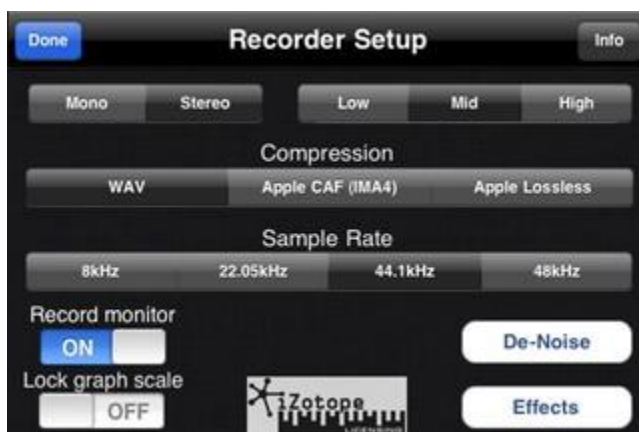 Done Recorder Setup Info
Mono Stereo Low Mid High
Compression
WAV Apple CAF (IMA4) Apple Lossless
Sample Rate
8kHz 22.05kHz 44.1kHz 48kHz
Record monitor
ON De-Noise
Lock graph scale
OFF iZotope Effects
LICENSING